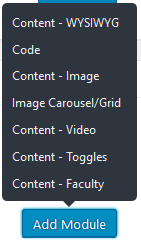 Content - WYSIWYG
Code
Content - Image
Image Carousel/Grid
Content - Video
Content - Toggles
Content - Faculty
Add Module